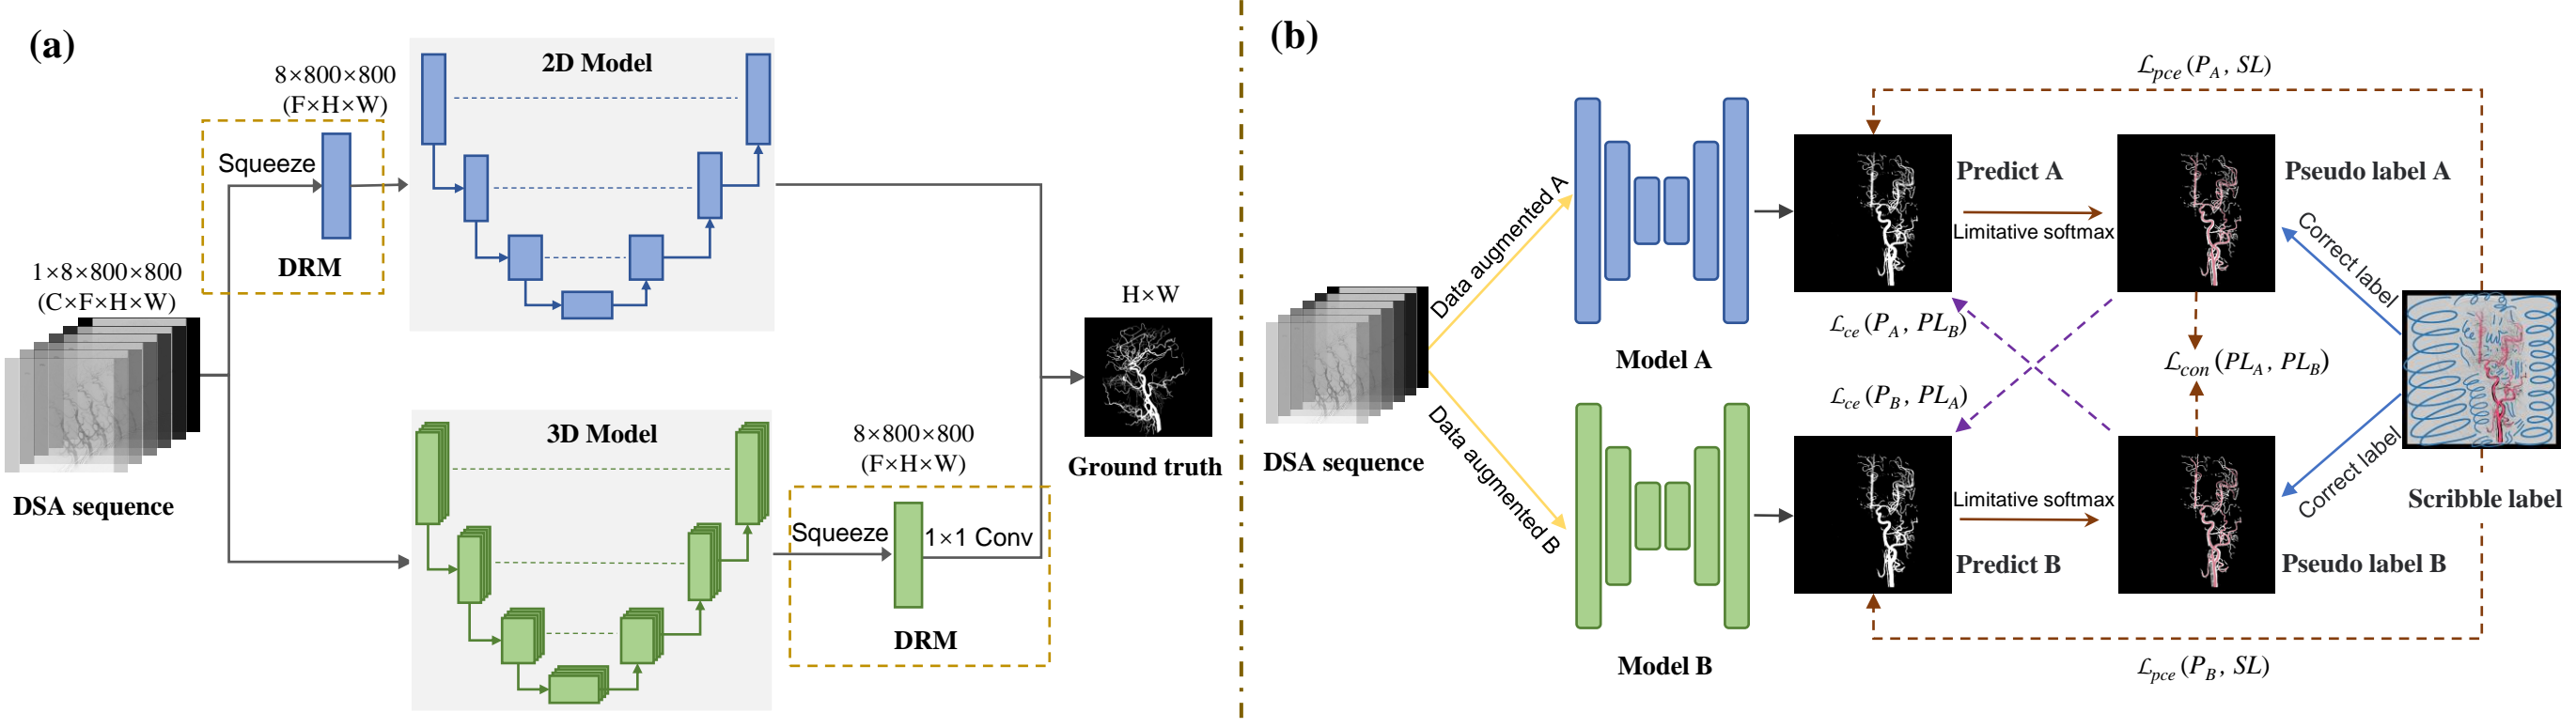 (a)
8×800×800
(F×H×W)
Squeeze
DRM
2D Model
1×8×800×800
(C×F×H×W)
DSA sequence
3D Model
8×800×800
(F×H×W)
Squeeze
1×1 Conv
DRM
H×W
Ground truth
(b)
DSA sequence
Data augmented A
Data augmented B
Model A
Model B
ℒpce (PA, SL)
Predict A
Limitative softmax
Pseudo label A
Correct label
ℒce (PA, PLB)
ℒcon (PLA, PLB)
ℒce (PB, PLA)
Limitative softmax
Correct label
Scribble label
Predict B
Pseudo label B
ℒpce (PB, SL)